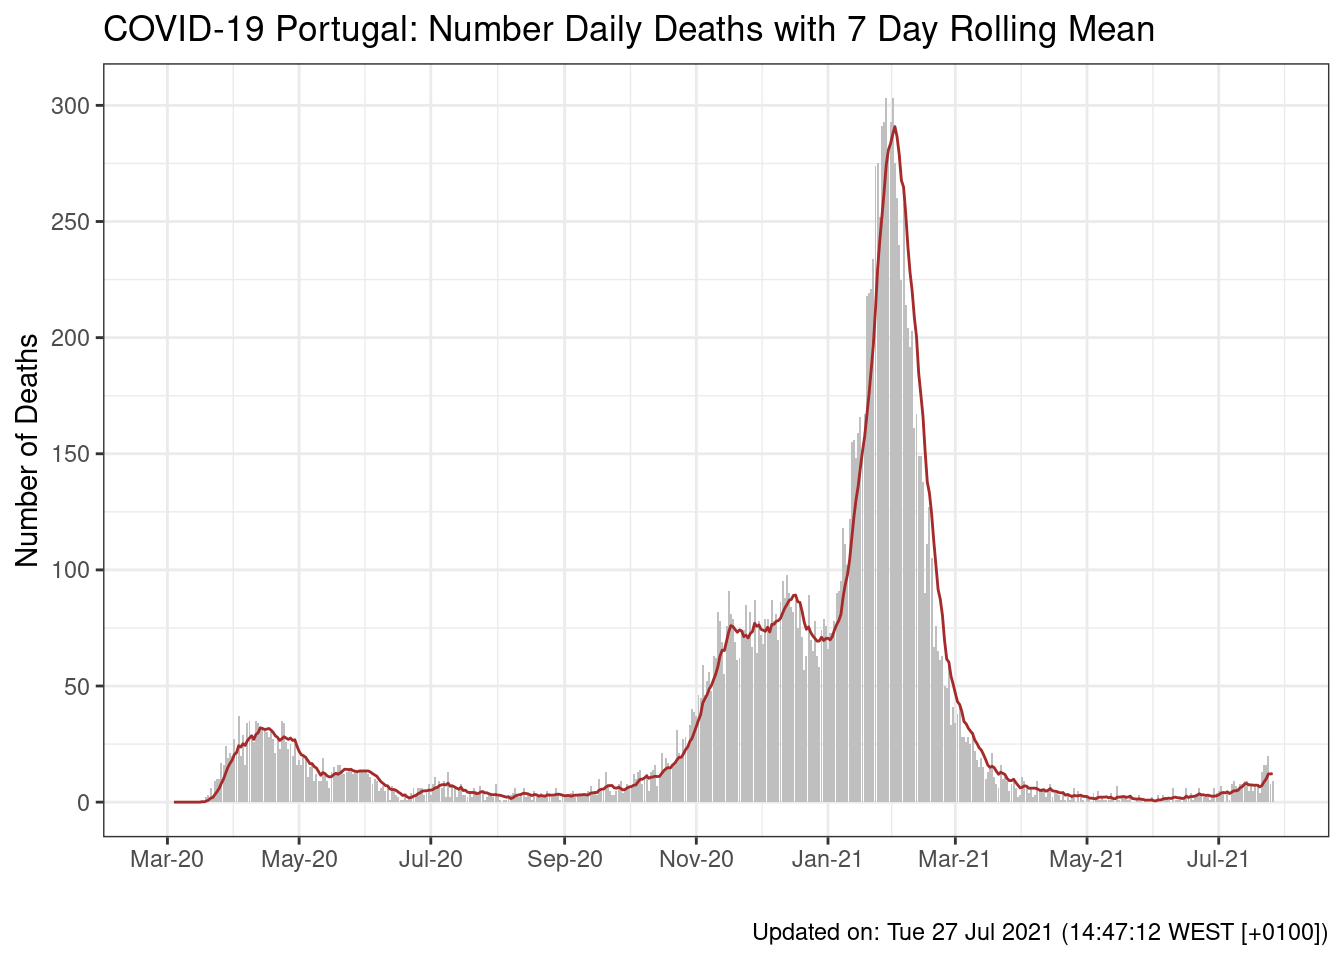 COVID-19 Portugal: Number Daily Deaths with 7 Day Rolling Mean
Number of Deaths
300
250
200
150
100
50
0
Mar-20 May-20 Jul-20 Sep-20 Nov-20 Jan-21 Mar-21 May-21 Jul-21
Updated on: Tue 27 Jul 2021 (14:47:12 WEST [+0100])